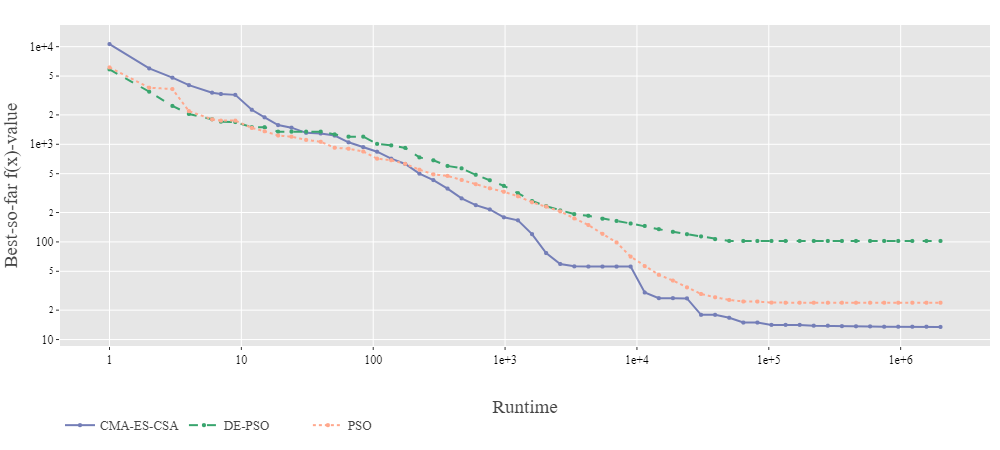 1e+4
5
2
1e+3
5
2
100
5
2
10
Best-so-far f(x)-value
1 10 100 1e+3 1e+4 1e+5 1e+6
Runtime
CMA-ES-CSA DE-PSO PSO